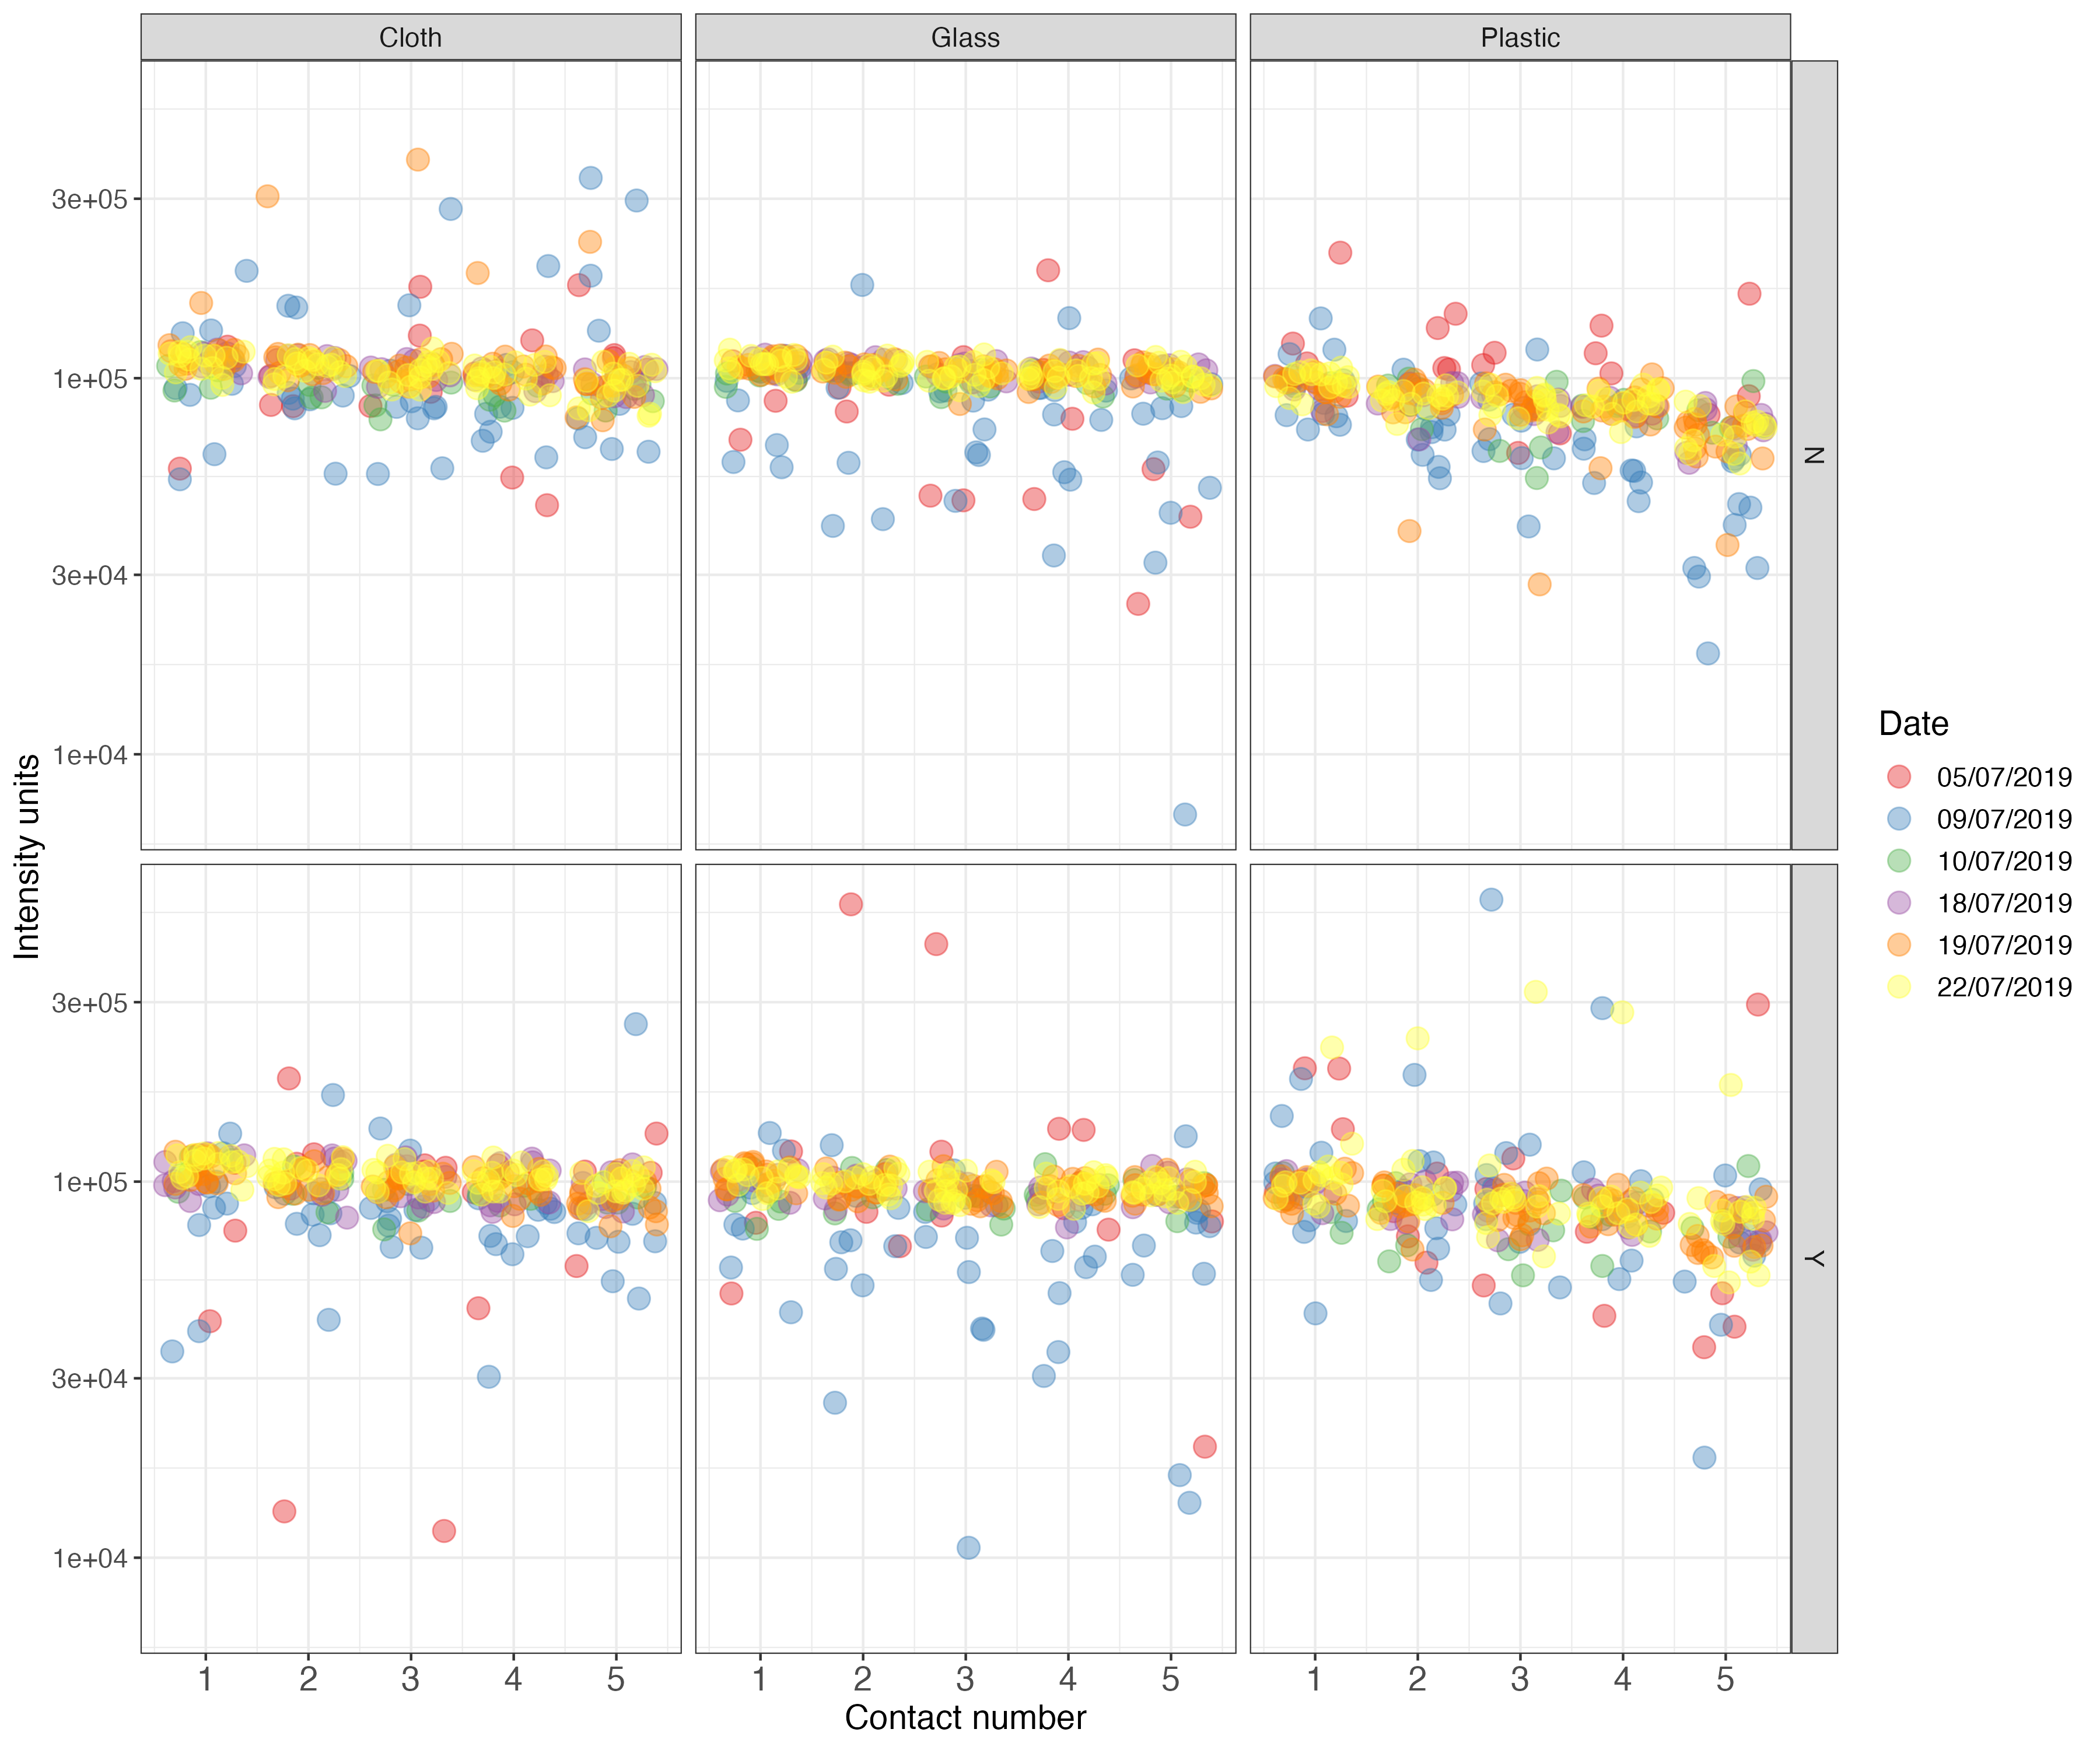 Cloth
Glass
Plastic
3e+05
1e+05
3e+04
1e+04
N
3e+05
1e+05
3e+04
1e+04
Y
Intensity units
1 2 3 4 5
1 2 3 4 5
1 2 3 4 5
Contact number
Date
05/07/2019
09/07/2019
10/07/2019
18/07/2019
19/07/2019
22/07/2019